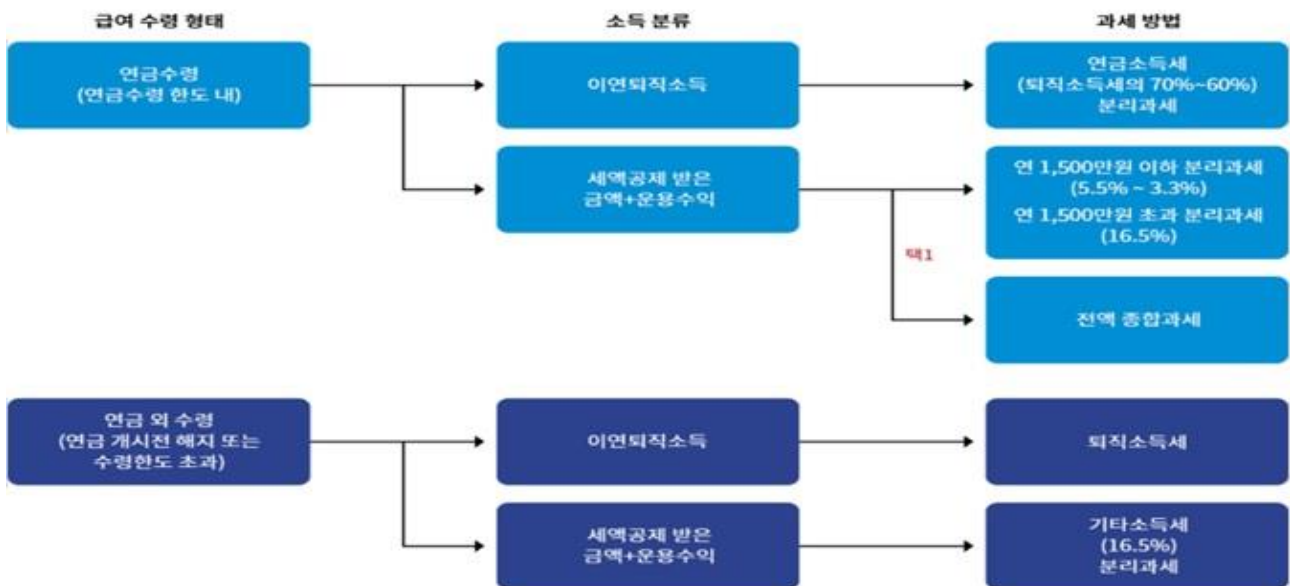 급여 수령 형태
소득 분류
과세 방법
연금수령
(연금수령 한도 내)
이연퇴직소득
연금소득세
(퇴직소득세의 70%~60%)
분리과세
세액공제 받은
금액+운용수익
연 1,500만원 이하 분리과세
(5.5% ~ 3.3%)
연 1,500만원 초과 분리과세
(16.5%)
택1
전액 종합과세
연금 외 수령
(연금 개시전 해지 또는
수령한도 초과)
이연퇴직소득
퇴직소득세
세액공제 받은
금액+운용수익
기타소득세
(16.5%)
분리과세